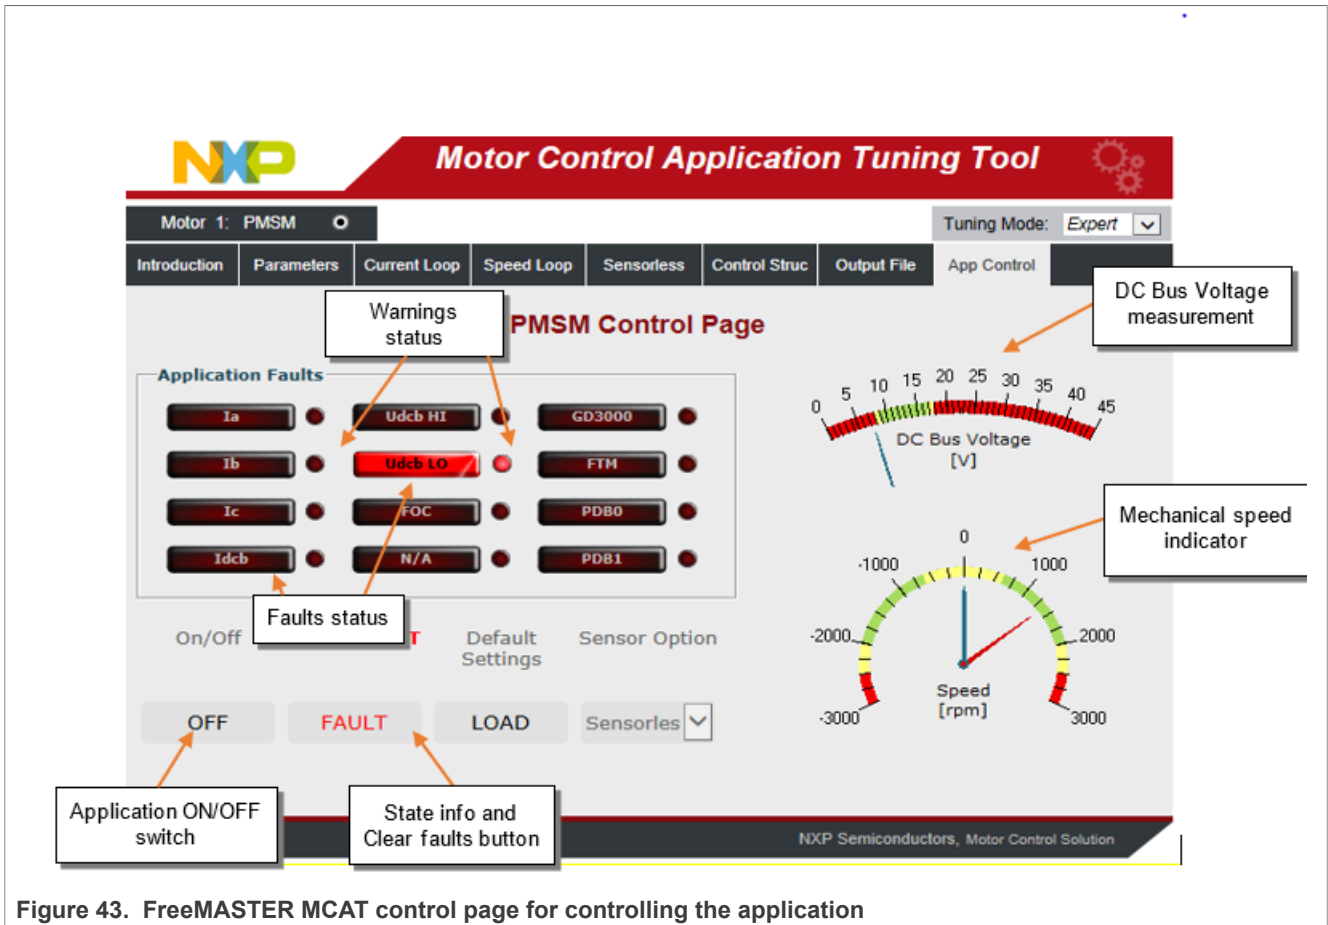 NXP
Motor Control Application Tuning Tool
Motor 1: PMSM
Tuning Mode: Expert
Introduction Parameters Current Loop Speed Loop Sensorless Control Struc Output File App Control
DC Bus Voltage
measurement
Warnings
status
PMSM Control Page
Application Faults
Ia Udcb HI GD3000
Ib Udcb LO FTM
Ic FOC PDB0
Idcb N/A PDB1
0 5 10 15 20 25 30 35 40 45
DC Bus Voltage
[V]
Mechanical speed
indicator
-3000 -2000 -1000 0 1000 2000 3000
Speed
[rpm]
Faults status
On/Off T Default
Settings
Sensor Option
OFF FAULT LOAD Sensorles
Application ON/OFF
switch
State info and
Clear faults button
NXP Semiconductors, Motor Control Solution
Figure 43. FreeMASTER MCAT control page for controlling the application